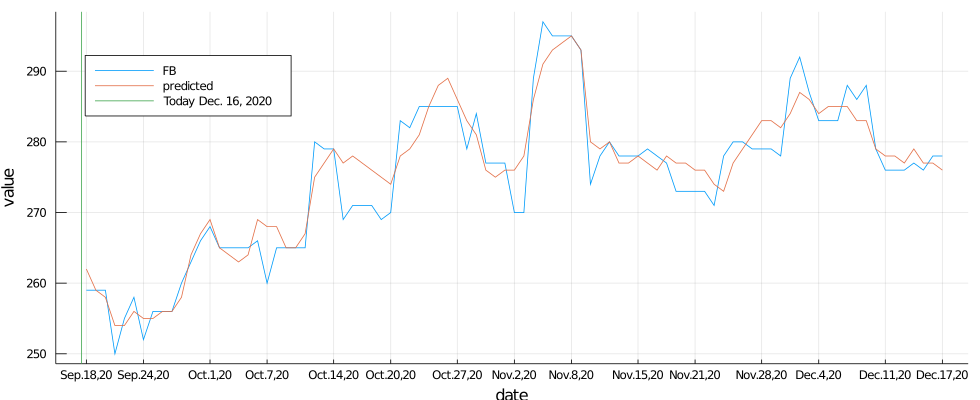 FB
predicted
Today Dec. 16, 2020
290
280
270
260
250
value
Sep.18,20 Sep.24,20 Oct.1,20 Oct.7,20 Oct.14,20 Oct.20,20 Oct.27,20 Nov.2,20 Nov.8,20 Nov.15,20 Nov.21,20 Nov.28,20 Dec.4,20 Dec.11,20 Dec.17,20
date